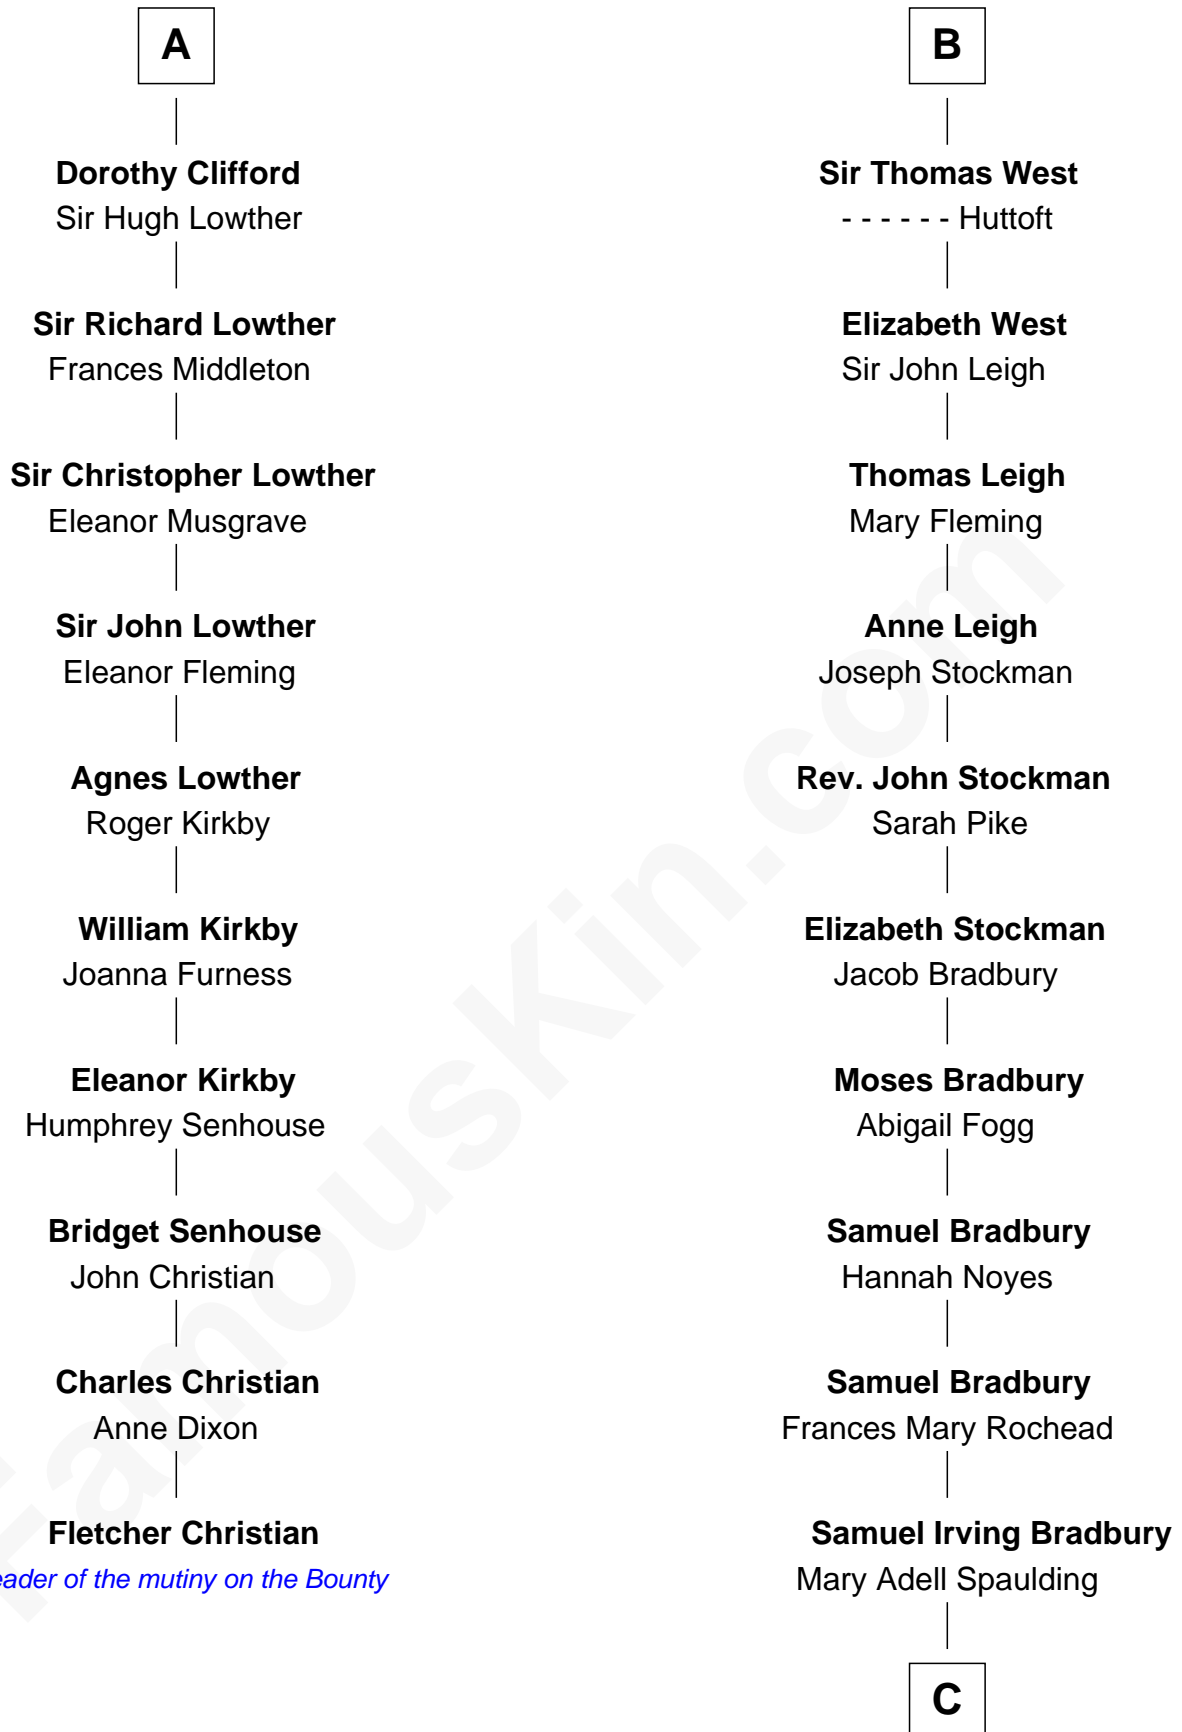 A
Dorothy Clifford
Sir Hugh Lowther
Sir Richard Lowther
Frances Middleton
Sir Christopher Lowther
Eleanor Musgrave
Sir John Lowther
Eleanor Fleming
Agnes Lowther
Roger Kirkby
William Kirkby
Joanna Furness
Eleanor Kirkby
Humphrey Senhouse
Bridget Senhouse
John Christian
Charles Christian
Anne Dixon
Fletcher Christian
eader of the mutiny on the Bounty
B
Sir Thomas West
- - - - - - Huttoft
Elizabeth West
Sir John Leigh
Thomas Leigh
Mary Fleming
Anne Leigh
Joseph Stockman
Rev. John Stockman
Sarah Pike
Elizabeth Stockman
Jacob Bradbury
Moses Bradbury
Abigail Fogg
Samuel Bradbury
Hannah Noyes
Samuel Bradbury
Frances Mary Rochead
Samuel Irving Bradbury
Mary Adell Spaulding
C
FamousKin.com